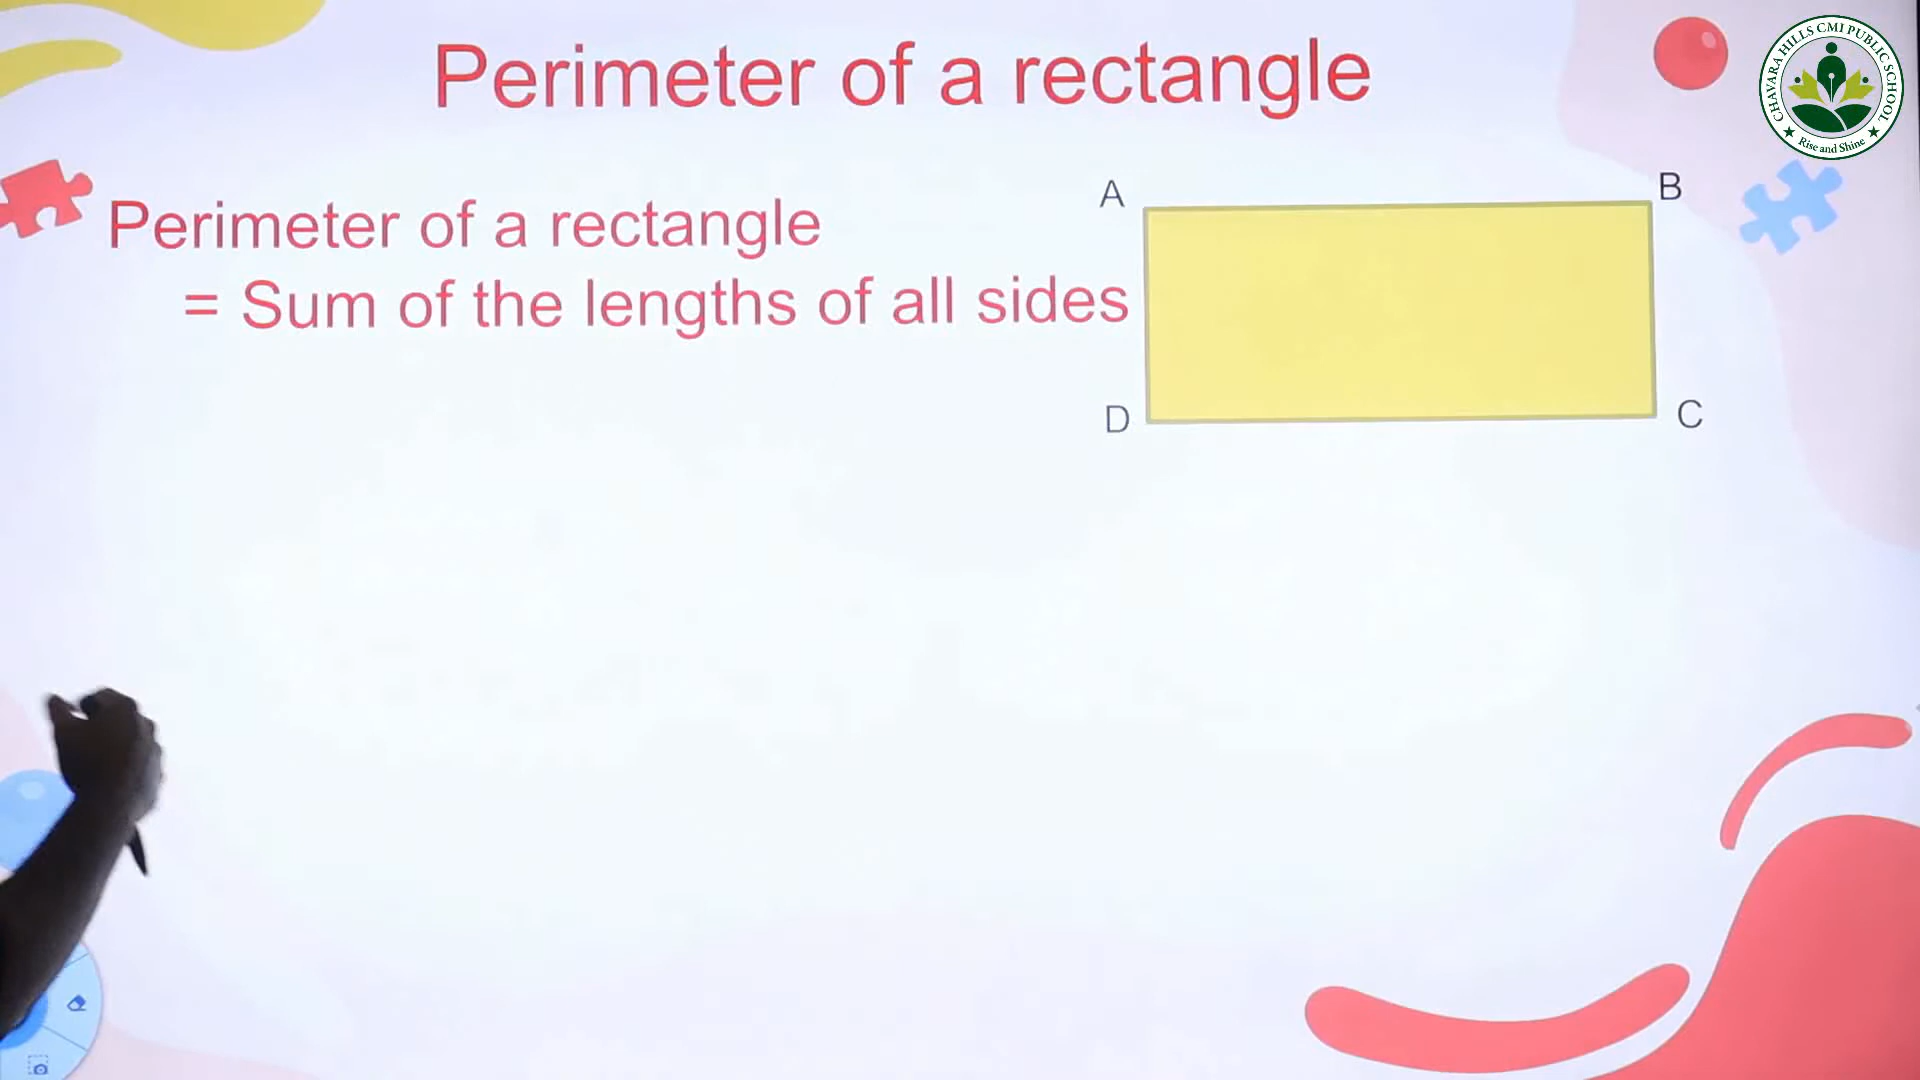 Perimeter of a rectangle
CHAVARA HILLS CMI PUBLIC SCHOOL
Rise and Shine
Perimeter of a rectangle
= Sum of the lengths of all sides
A
B
D
C